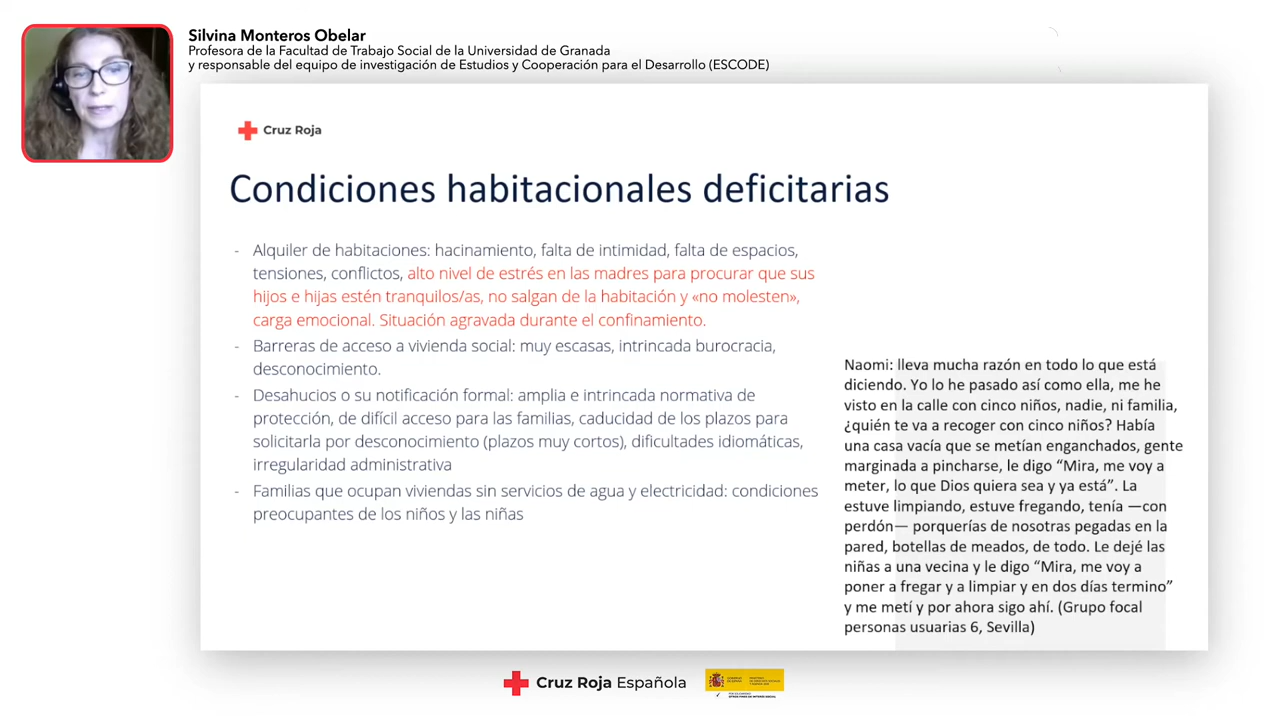 Silvina Monteros Obelar
Profesora de la Facultad de Trabajo Social de la Universidad de Granada
y responsable del equipo de investigación de Estudios y Cooperación para el Desarrollo (ESCODE)
Cruz Roja
Condiciones habitacionales deficitarias
- Alquiler de habitaciones: hacinamiento, falta de intimidad, falta de espacios,
tensiones, conflictos, alto nivel de estrés en las madres para procurar que sus
hijos e hijas estén tranquilos/as, no salgan de la habitación y «no molesten»,
carga emocional. Situación agravada durante el confinamiento.
- Barreras de acceso a vivienda social: muy escasas, intrincada burocracia,
desconocimiento.
- Desahucios o su notificación formal: amplia e intrincada normativa de
protección, de difícil acceso para las familias, caducidad de los plazos para
solicitarla por desconocimiento (plazos muy cortos), dificultades idiomáticas,
irregularidad administrativa
- Familias que ocupan viviendas sin servicios de agua y electricidad: condiciones
preocupantes de los niños y las niñas
Naomi: lleva mucha razón en todo lo que está
diciendo. Yo lo he pasado así como ella, me he
visto en la calle con cinco niños, nadie, ni familia,
¿quién te va a recoger con cinco niños? Había
una casa vacía que se metían enganchados, gente
marginada a pincharse, le digo “Mira, me voy a
meter, lo que Dios quiera sea y ya está”. La
estuve limpiando, estuve fregando, tenía —con
perdón— porquerías de nosotras pegadas en la
pared, botellas de meados, de todo. Le dejé las
niñas a una vecina y le digo “Mira, me voy a
poner a fregar y a limpiar y en dos días termino”
y me metí y por ahora sigo ahí. (Grupo focal
personas usuarias 6, Sevilla)
Cruz Roja Española